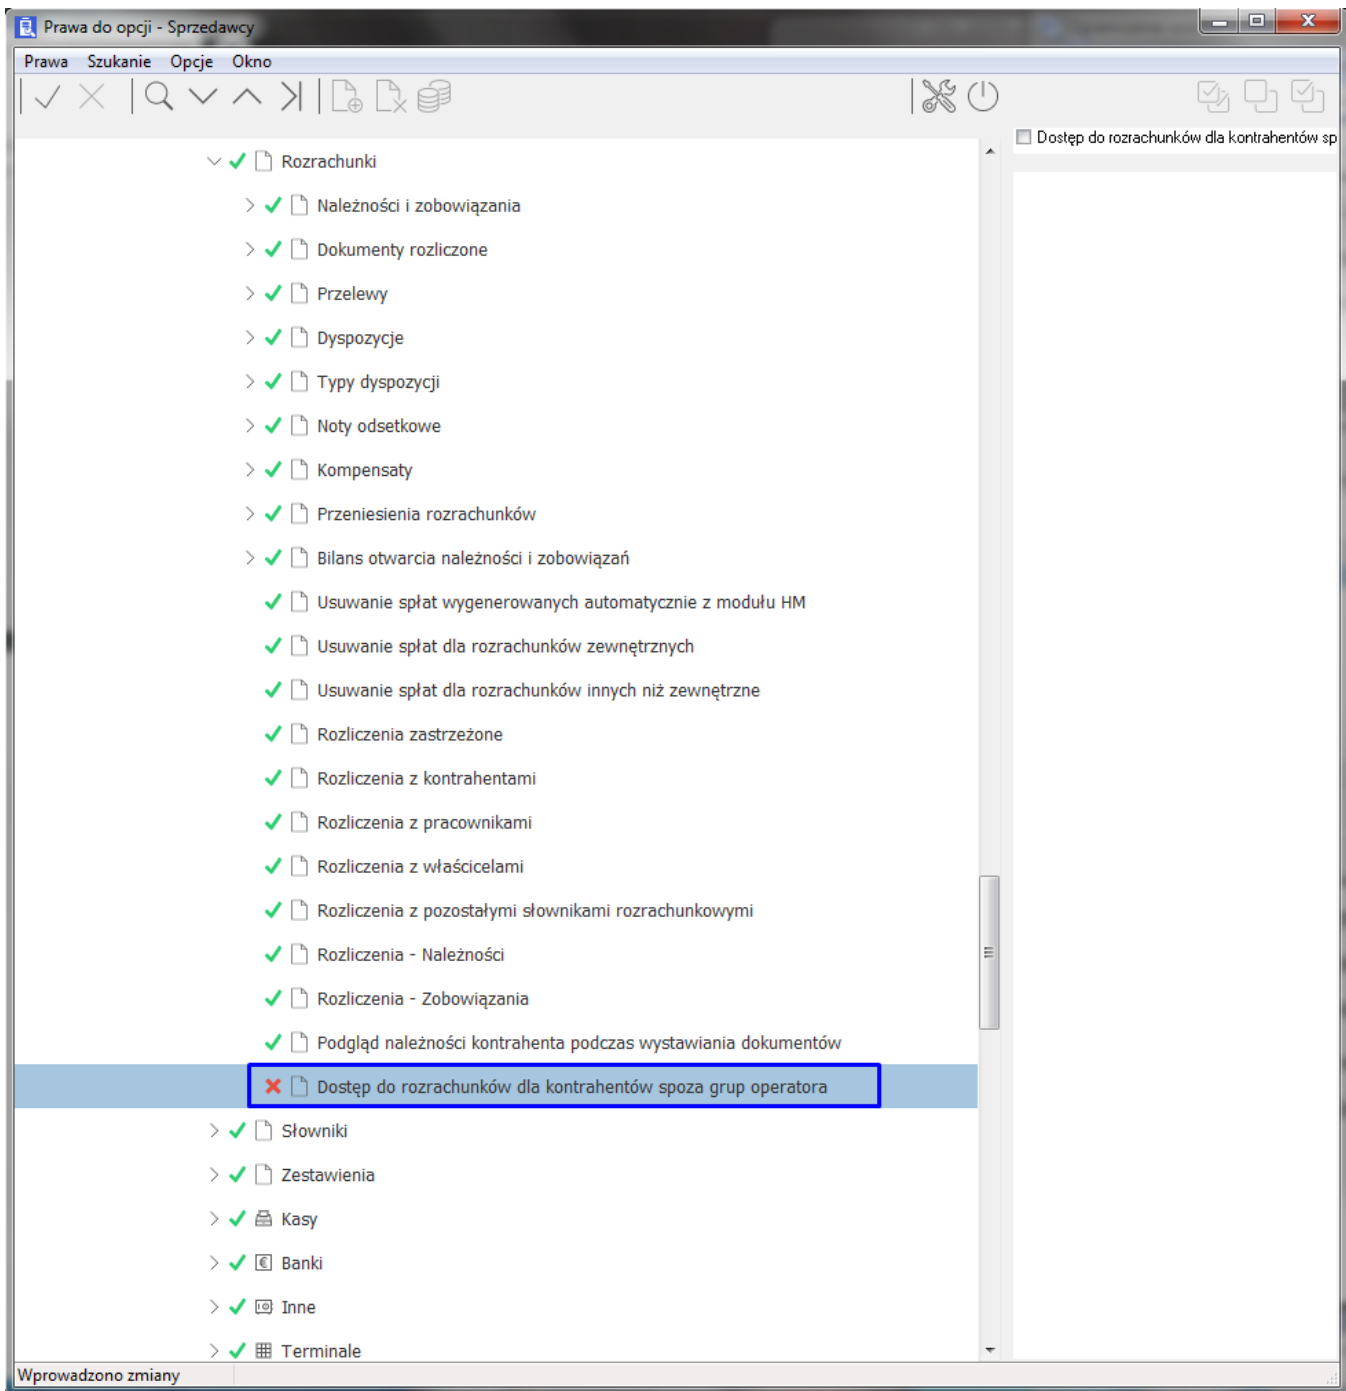 Prawa do opcji - Sprzedawcy
Prawa Szukanie Opcje Okno
Dostęp do rozrachunków dla kontrahentów sp
Rozrachunki
Należności i zobowiązania
Dokumenty rozliczone
Przelewy
Dyspozycje
Typy dyspozycji
Noty odsetkowe
Kompensaty
Przeniesienia rozrachunków
Bilans otwarcia należności i zobowiązań
Usuwanie spłat wygenerowanych automatycznie z modułu HM
Usuwanie spłat dla rozrachunków zewnętrznych
Usuwanie spłat dla rozrachunków innych niż zewnętrzne
Rozliczenia zastrzeżone
Rozliczenia z kontrahentami
Rozliczenia z pracownikami
Rozliczenia z właścicelami
Rozliczenia z pozostałymi słownikami rozrachunkowymi
Rozliczenia - Należności
Rozliczenia - Zobowiązania
Podgląd należności kontrahenta podczas wystawiania dokumentów
Dostęp do rozrachunków dla kontrahentów spoza grup operatora
Słowniki
Zestawienia
Kasy
Banki
Inne
Terminale
Wprowadzono zmiany